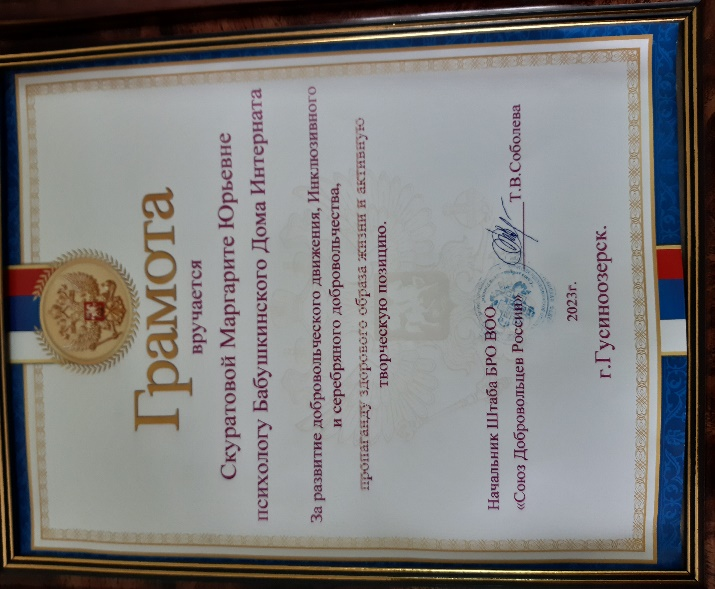 Грамота
вручается
Скуратовой Маргарите Юрьевне
психологу Бабушкинского Дома Интерната
За развитие добровольческого движения, Инклюзивного
и серебряного добровольчества,
пропаганду здорового образа жизни и активную
творческую позицию.
Начальник Штаба БРО ВОО
«Союз Добровольцев России» Т.В.Соболева
2023г.
г.Гусиноозерск.